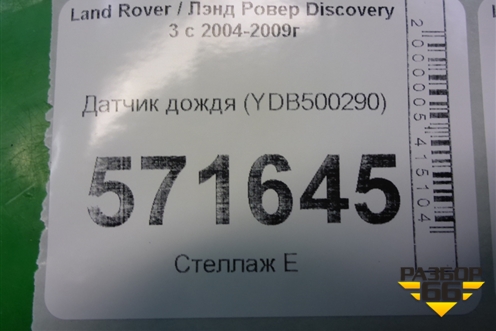 Land Rover / Лэнд Ровер Discovery
3 с 2004-2009г
Датчик дождя (YDB500290)
571645
Стеллаж Е
2000005415104
РАЗБОР
66